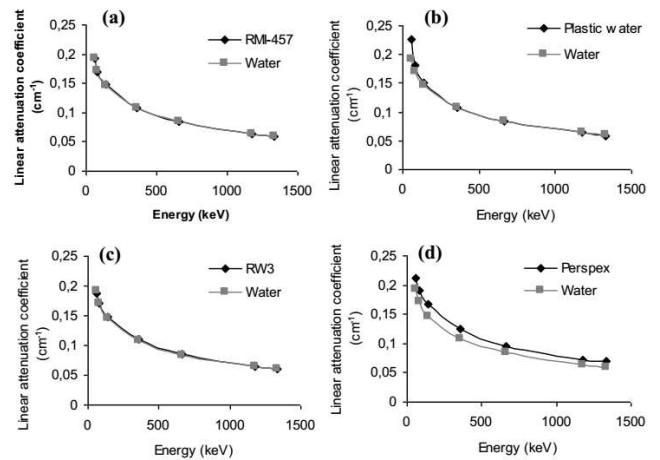 (a)
Linear attenuation coefficient
(cm-1)
0,25
0,2
0,15
0,1
0,05
0
RMI-457
Water
0
500
1000
1500
Energy (keV)
(b)
Linear attenuation coefficient
(cm-1)
0,25
0,2
0,15
0,1
0,05
0
Plastic water
Water
0
500
1000
1500
Energy (keV)
(c)
Linear attenuation coefficient
(cm-1)
0,25
0,2
0,15
0,1
0,05
0
RW3
Water
0
500
1000
1500
Energy (keV)
(d)
Linear attenuation coefficient
(cm-1)
0,25
0,2
0,15
0,1
0,05
0
Perspex
Water
0
500
1000
1500
Energy (keV)